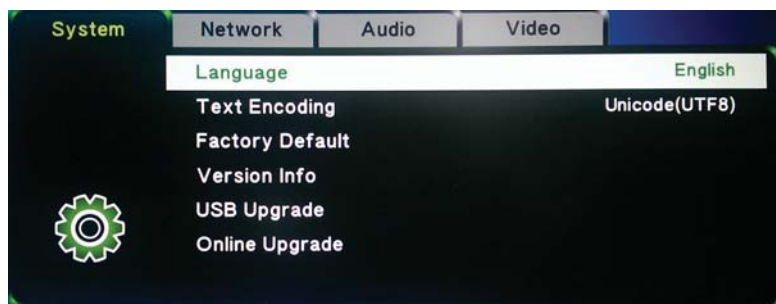 System Network Audio Video
Language English
Text Encoding Unicode(UTF8)
Factory Default
Version Info
USB Upgrade
Online Upgrade